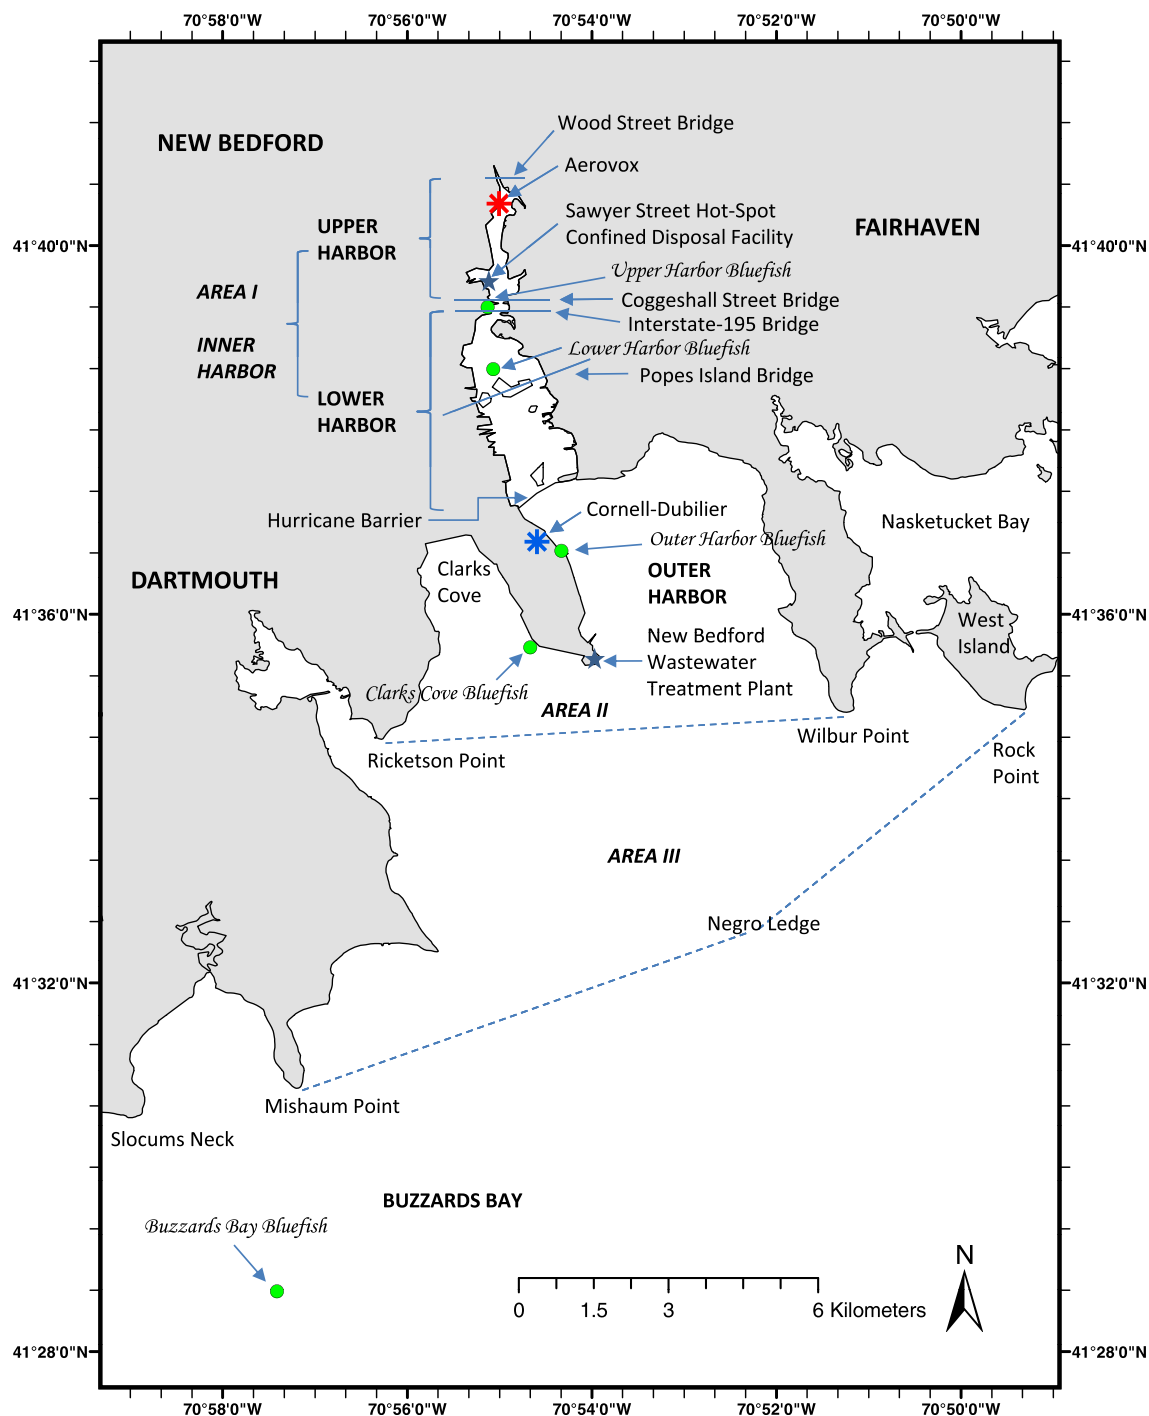 70°58'0"W
70°56'0"W
70°54'0"W
70°52'0"W
70°50'0"W
Wood Street Bridge
NEW BEDFORD
Aerovox
Sawyer Street Hot-Spot
Confined Disposal Facility
UPPER
HARBOR
FAIRHAVEN
41°40'0"N
41°40'0"N
Upper Harbor Bluefish
AREA I
Coggeshall Street Bridge
Interstate-195 Bridge
INNER
HARBOR
Lower Harbor Bluefish
Popes Island Bridge
LOWER
HARBOR
Hurricane Barrier
Cornell-Dubilier
Nasketucket Bay
Outer Harbor Bluefish
DARTMOUTH
Clarks
Cove
OUTER
HARBOR
41°36'0"N
41°36'0"N
West
Island
New Bedford
Wastewater
Treatment Plant
Clarks Cove Bluefish
AREA II
Wilbur Point
Ricketson Point
Rock
Point
AREA III
Negro Ledge
41°32'0"N
41°32'0"N
Mishaum Point
Slocums Neck
BUZZARDS BAY
Buzzards Bay Bluefish
N
0
1.5
3
6 Kilometers
41°28'0"N
41°28'0"N
70°58'0"W
70°56'0"W
70°54'0"W
70°52'0"W
70°50'0"W